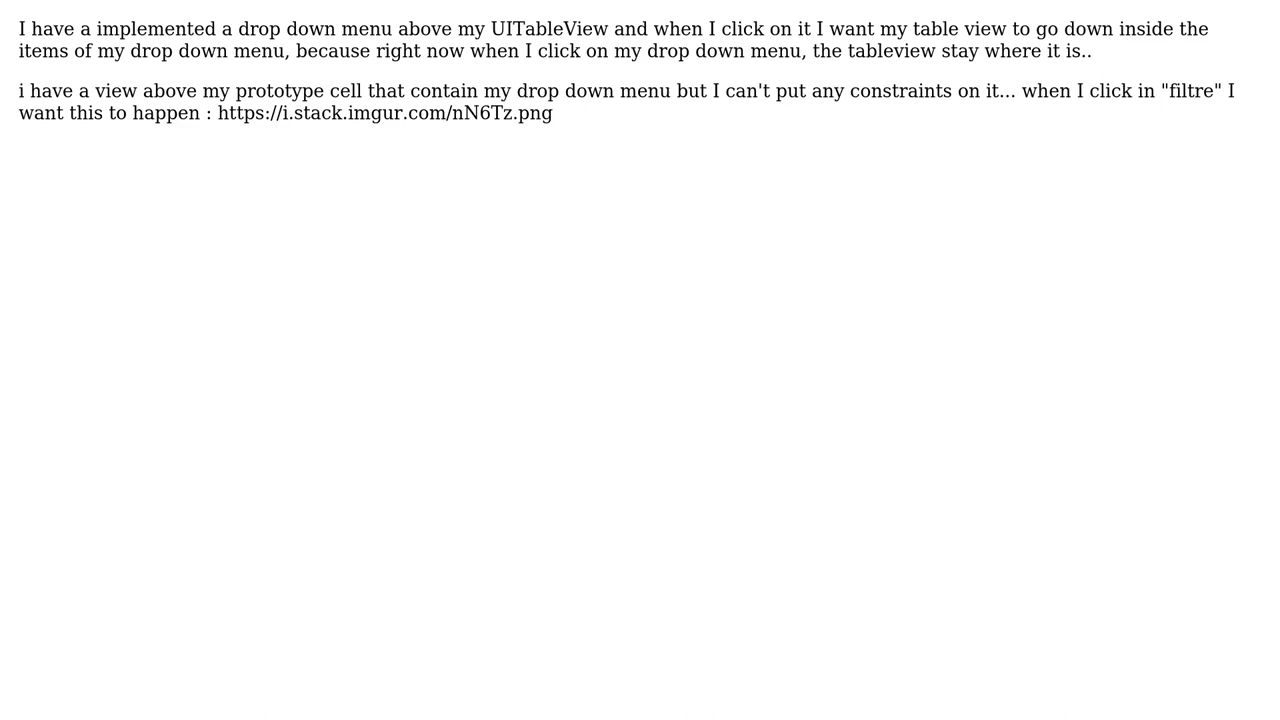 I have a implemented a drop down menu above my UITableView and when I click on it I want my table view to go down inside the
items of my drop down menu, because right now when I click on my drop down menu, the tableview stay where it is..
i have a view above my prototype cell that contain my drop down menu but I can't put any constraints on it... when I click in "filtre" I
want this to happen : https://i.stack.imgur.com/nN6Tz.png